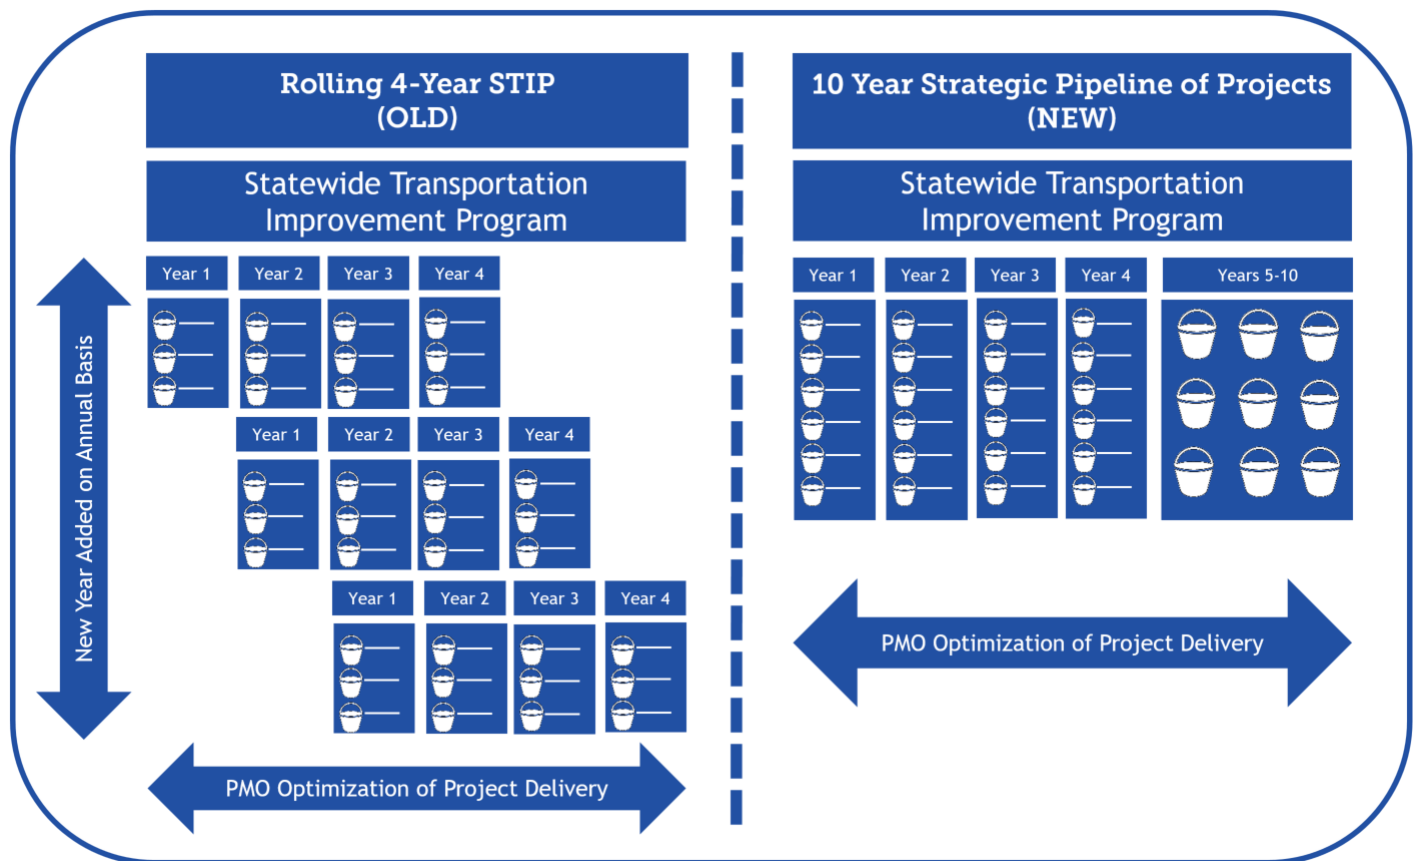 Rolling 4-Year STIP
(OLD)
Statewide Transportation
Improvement Program
New Year Added on Annual Basis
Year 1
Year 2
Year 3
Year 4
Year 1
Year 2
Year 3
Year 4
Year 1
Year 2
Year 3
Year 4
PMO Optimization of Project Delivery
10 Year Strategic Pipeline of Projects
(NEW)
Statewide Transportation
Improvement Program
Year 1
Year 2
Year 3
Year 4
Years 5-10
PMO Optimization of Project Delivery